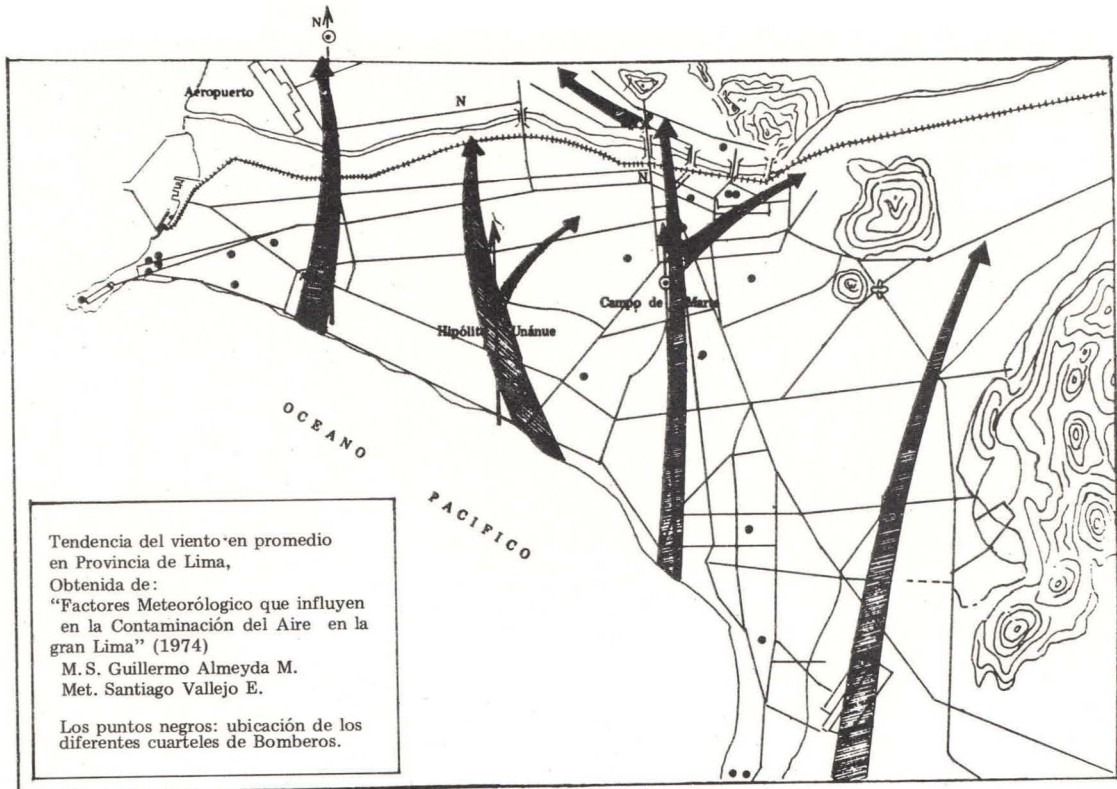 N
Aeropuerto
N
N
Campo de Marte
Hipólito Unánue
OCEANO
PACIFICO
Tendencia del viento en promedio
en Provincia de Lima,
Obtenida de:
"Factores Meteorólogico que influyen
en la Contaminación del Aire en la
gran Lima" (1974)
M.S. Guillermo Almeyda M.
Met. Santiago Vallejo E.
Los puntos negros: ubicación de los
diferentes cuarteles de Bomberos.